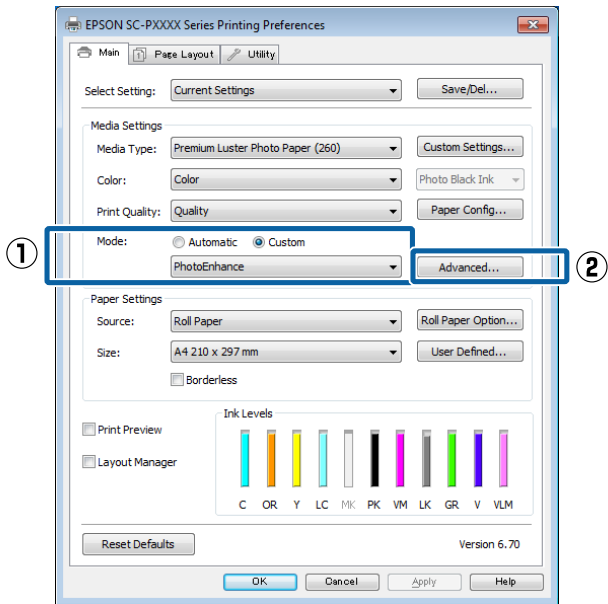 EPSON SC-PXXXX Series Printing Preferences
Main Page Layout Utility
Select Setting: Current Settings Save/Del...
Media Settings
Media Type: Premium Luster Photo Paper (260) Custom Settings...
Color: Color Photo Black Ink
Print Quality: Quality Paper Config...
① Mode: Automatic Custom
PhotoEnhance Advanced... ②
Paper Settings
Source: Roll Paper Roll Paper Option...
Size: A4 210 x 297 mm User Defined...
Borderless
Ink Levels
Print Preview
Layout Manager
C OR Y LC MK PK VM LK GR V VLM
Reset Defaults Version 6.70
OK Cancel Apply Help